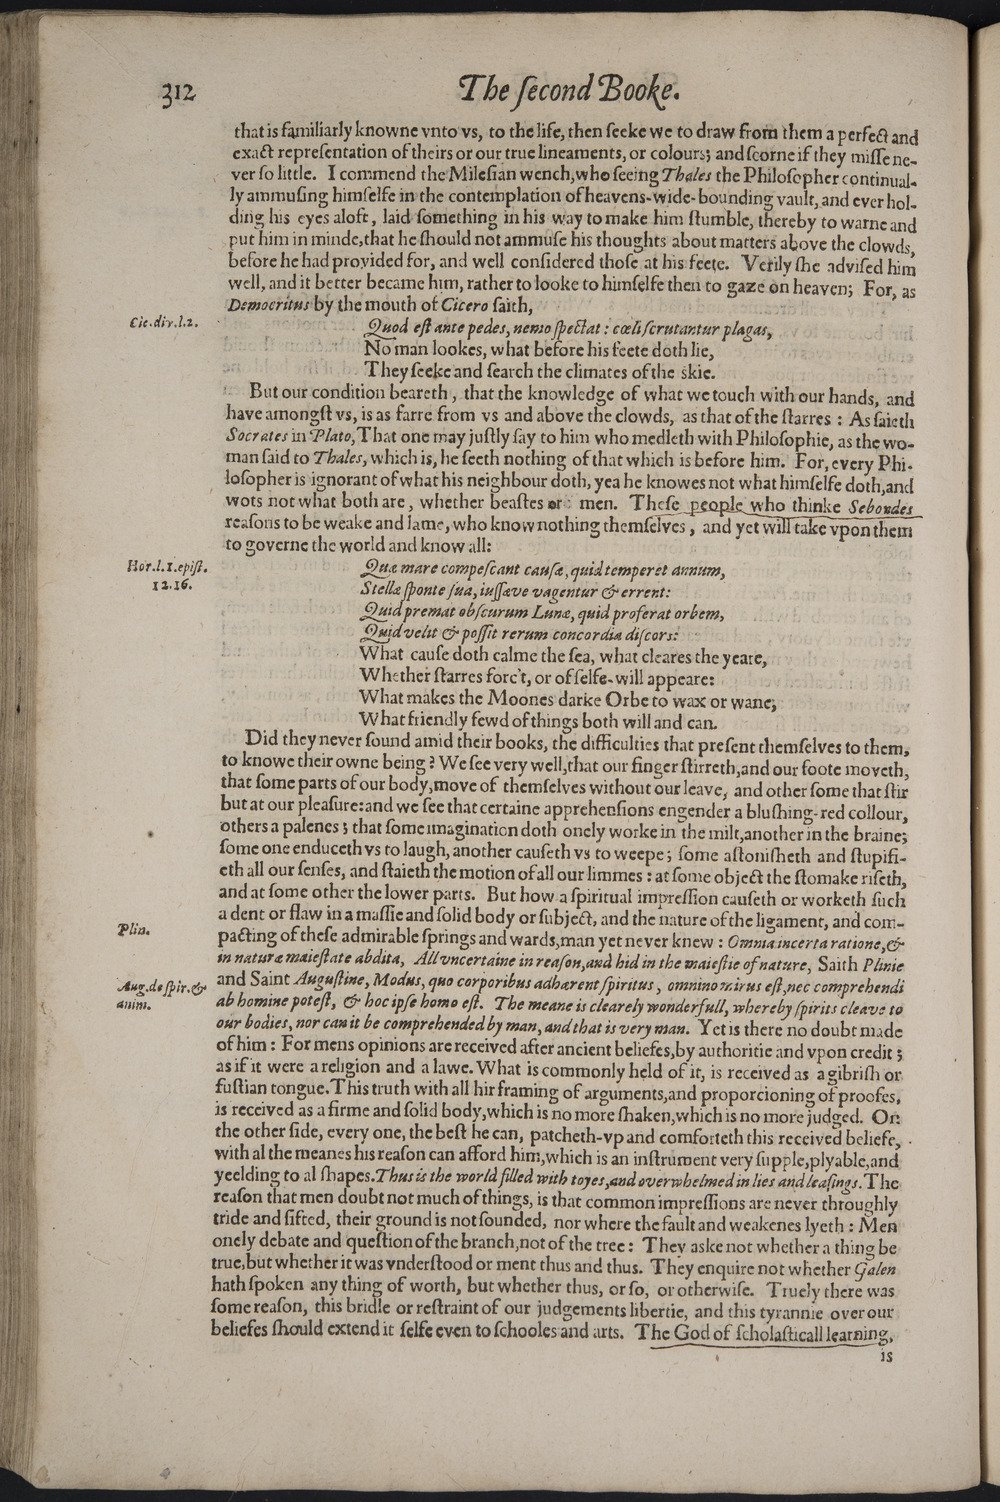 312
The ſecond Booke.
that is familiarly knowne vnto vs, to the life, then ſeeke we to draw from them a perfect and
exact repreſentation of theirs or our true lineaments, or colours; and ſcorne if they miſſe ne-
ver ſo little. I commend the Mileſian wench, who ſeeing Thales the Philoſopher continual-
ly ammuſing himſelfe in the contemplation of heavens-wide-bounding vault, and ever hol-
ding his eyes aloft, laid ſomething in his way to make him ſtumble, thereby to warne and
put him in minde, that he ſhould not ammuſe his thoughts about matters above the clowds,
before he had provided for, and well conſidered thoſe at his feete. Verily ſhe adviſed him
well, and it better became him, rather to looke to himſelfe then to gaze on heaven; For, as
Democritus by the mouth of Cicero ſaith,
Cic. div. l. 2.
Quod eſt ante pedes, nemo ſpectat: cœli ſcrutantur plagas,
No man lookes, what before his feete doth lie,
They ſeeke and ſearch the climates of the skie.
But our condition beareth, that the knowledge of what we touch with our hands, and
have amongſt vs, is as farre from vs and above the clowds, as that of the ſtarres: As ſaieth
Socrates in Plato, That one may juſtly ſay to him who medleth with Philoſophie, as the wo-
man ſaid to Thales, which is, he ſeeth nothing of that which is before him. For, every Phi-
loſopher is ignorant of what his neighbour doth, yea he knowes not what himſelfe doth, and
wots not what both are, whether beaſtes or men. Theſe people who thinke Sebondes
reaſons to be weake and lame, who know nothing themſelves, and yet will take vpon them
to governe the world and know all:
Hor. l. 1. epiſt.
12. 16.
Quæ mare compeſcant cauſæ, quid temperet annum,
Stellæ ſponte ſua, iuſſæve vagentur & errent:
Quid premat obſcurum Lunæ, quid proferat orbem,
Quid velit & poſſit rerum concordia diſcors:
What cauſe doth calme the ſea, what cleares the yeare,
Whether ſtarres forc't, or of ſelfe-will appeare:
What makes the Moones darke Orbe to wax or wane,
What friendly fewd of things both will and can.
Did they never ſound amid their books, the difficulties that preſent themſelves to them,
to knowe their owne being? We ſee very well, that our finger ſtirreth, and our foote moveth,
that ſome parts of our body, move of themſelves without our leave, and other ſome that ſtir
but at our pleaſure: and we ſee that certaine apprehenſions engender a bluſhing-red collour,
others a palenes; that ſome imagination doth onely worke in the milt, another in the braine;
ſome one enduceth vs to laugh, another cauſeth vs to weepe; ſome aſtoniſheth and ſtupifi-
eth all our ſenſes, and ſtaieth the motion of all our limmes: at ſome object the ſtomake riſeth,
and at ſome other the lower parts. But how a ſpiritual impreſſion cauſeth or worketh ſuch
a dent or flaw in a maſſie and ſolid body or ſubject, and the nature of the ligament, and com-
Plin.
pacting of theſe admirable ſprings and wards, man yet never knew: Omnia incerta ratione, &
in naturæ maieſtate abdita, All vncertaine in reaſon, and hid in the maieſtie of nature, Saith Plinie
Aug. de ſpir. &
anim.
and Saint Auguſtine, Modus, quo corporibus adhærent ſpiritus, omnino mirus eſt, nec comprehendi
ab homine poteſt, & hoc ipſe homo eſt. The meane is clearely wonderfull, whereby ſpirits cleave to
our bodies, nor can it be comprehended by man, and that is very man. Yet is there no doubt made
of him: For mens opinions are received after ancient beliefes, by authoritie and vpon credit;
as if it were a religion and a lawe. What is commonly held of it, is received as a gibriſh or
fuſtian tongue. This truth with all hir framing of arguments, and proportioning of proofes,
is received as a firme and ſolid body, which is no more ſhaken, which is no more judged. On
the other ſide, every one, the beſt he can, patcheth-vp and comforteth this received beliefe,
with al the meanes his reaſon can afford him, which is an inſtrument very ſupple, plyable, and
yeelding to al ſhapes. Thus is the world filled with toyes, and overwhelmed in lies and leaſings. The
reaſon that men doubt not much of things, is that common impreſſions are never throughly
tride and ſifted, their ground is not ſounded, nor where the fault and weakenes lyeth: Men
onely debate and queſtion of the branch, not of the tree: They aske not whether a thing be
true, but whether it was vnderſtood or ment thus and thus. They enquire not whether Galen
hath ſpoken any thing of worth, but whether thus, or ſo, or otherwiſe. Truely there was
ſome reaſon, this bridle or reſtraint of our judgements libertie, and this tyrannie over our
beliefes ſhould extend it ſelfe even to ſchooles and arts. The God of ſcholaſticall learning,
is